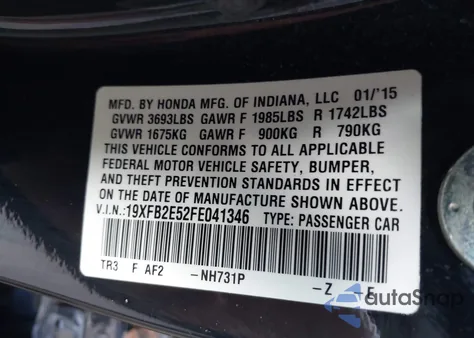 MFD. BY HONDA MFG. OF INDIANA, LLC 01/'15
GVWR 3693LBS GAWR F 1985LBS R 1742LBS
GVWR 1675KG GAWR F 900KG R 790KG
THIS VEHICLE CONFORMS TO ALL APPLICABLE
FEDERAL MOTOR VEHICLE SAFETY, BUMPER,
AND THEFT PREVENTION STANDARDS IN EFFECT
ON THE DATE OF MANUFACTURE SHOWN ABOVE.
V.I.N.: 19XFB2E52FE041346 TYPE: PASSENGER CAR
TR3 F AF2 –NH731P –Z –F
autaSnap